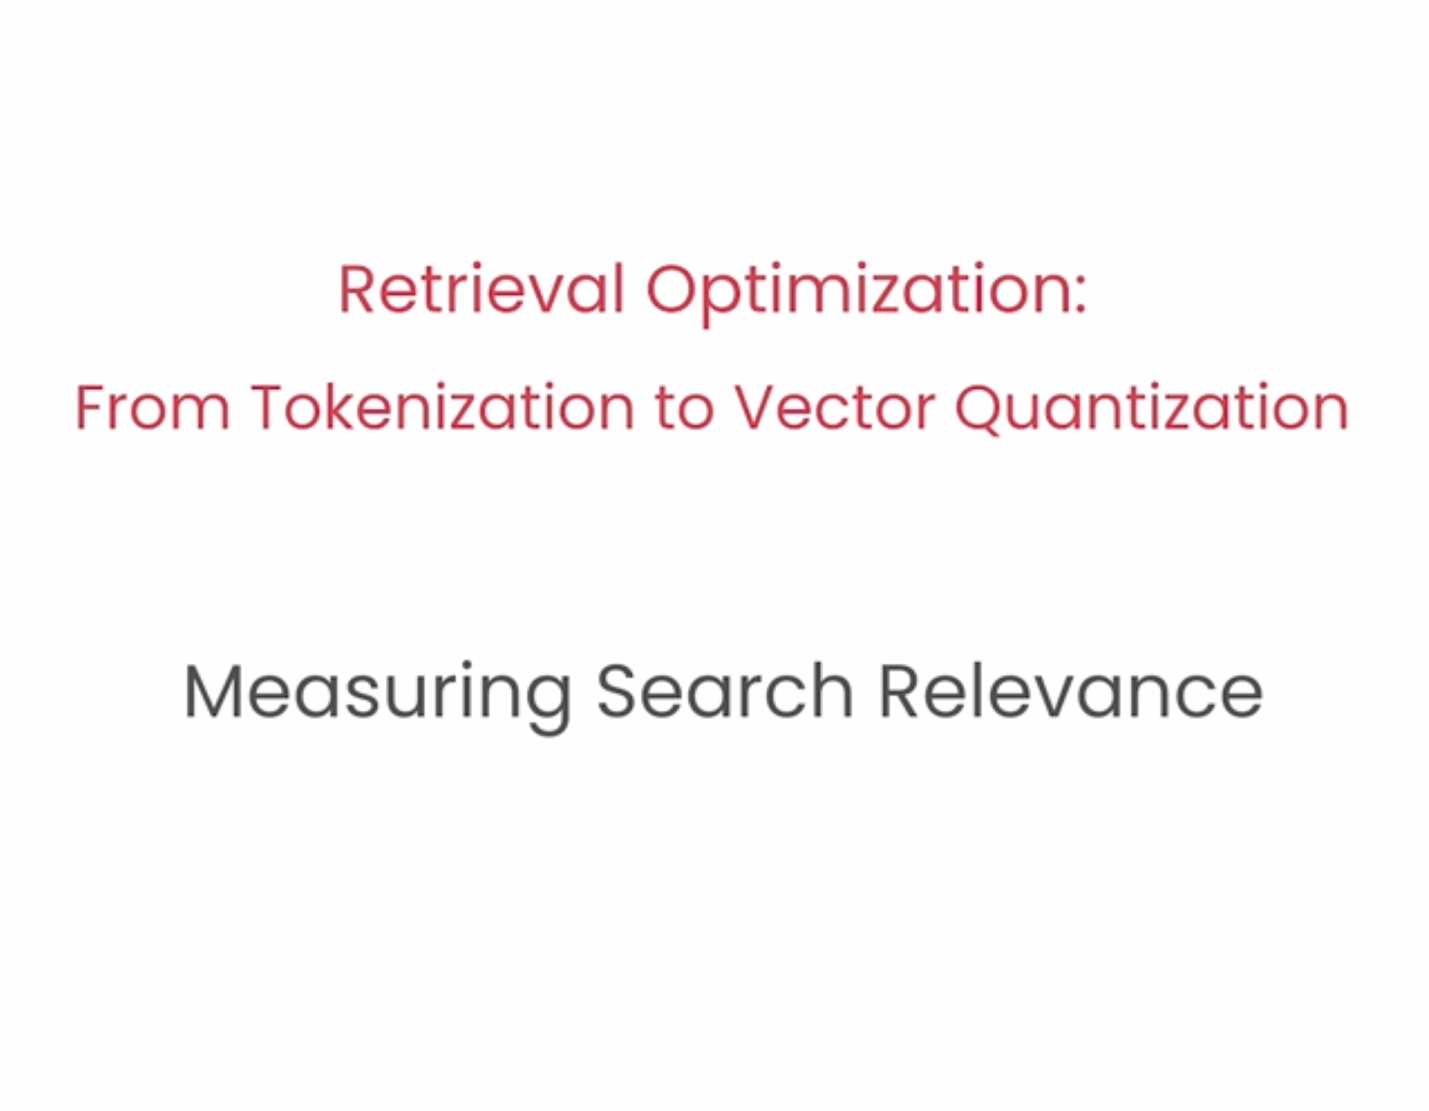 Retrieval Optimization:
From Tokenization to Vector Quantization
Measuring Search Relevance